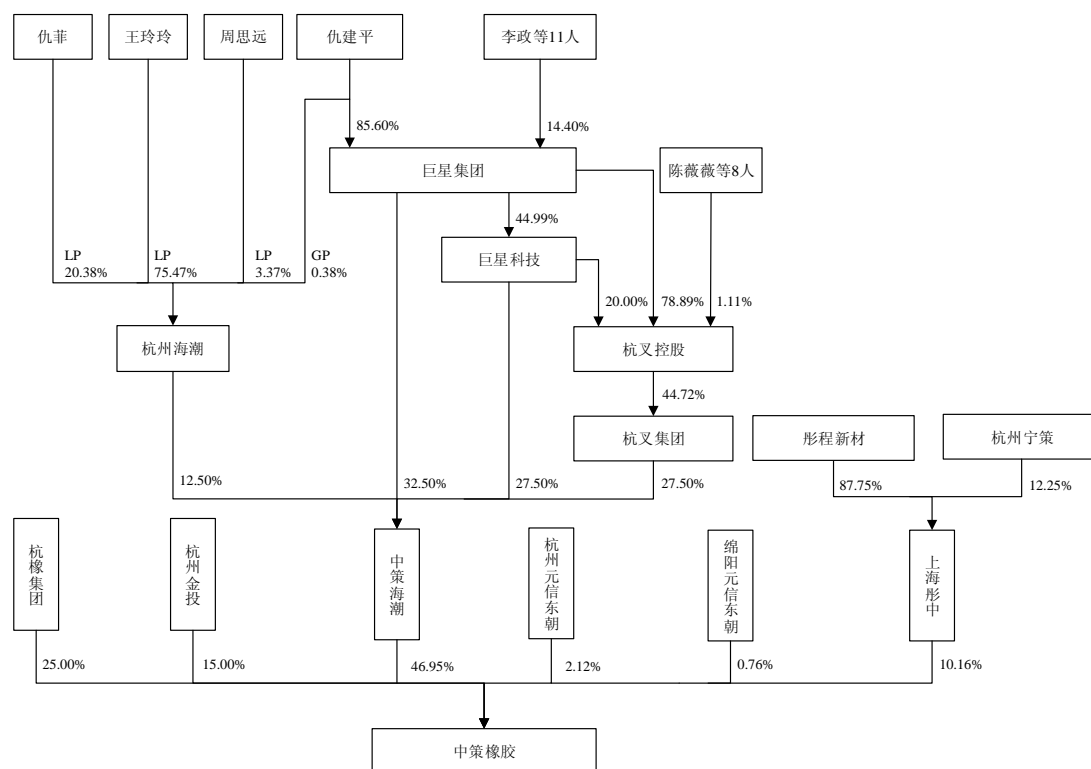 仇菲
王玲玲
周思远
仇建平
李政等11人
85.60%
14.40%
巨星集团
陈薇薇等8人
44.99%
LP
20.38%
LP
75.47%
LP
3.37%
GP
0.38%
巨星科技
20.00%
78.89%
1.11%
杭州海潮
杭叉控股
44.72%
杭叉集团
彤程新材
杭州宁策
12.50%
32.50%
27.50%
27.50%
87.75%
12.25%
杭橡集团
杭州金投
中策海潮
杭州元信东朝
绵阳元信东朝
上海彤中
25.00%
15.00%
46.95%
2.12%
0.76%
10.16%
中策橡胶